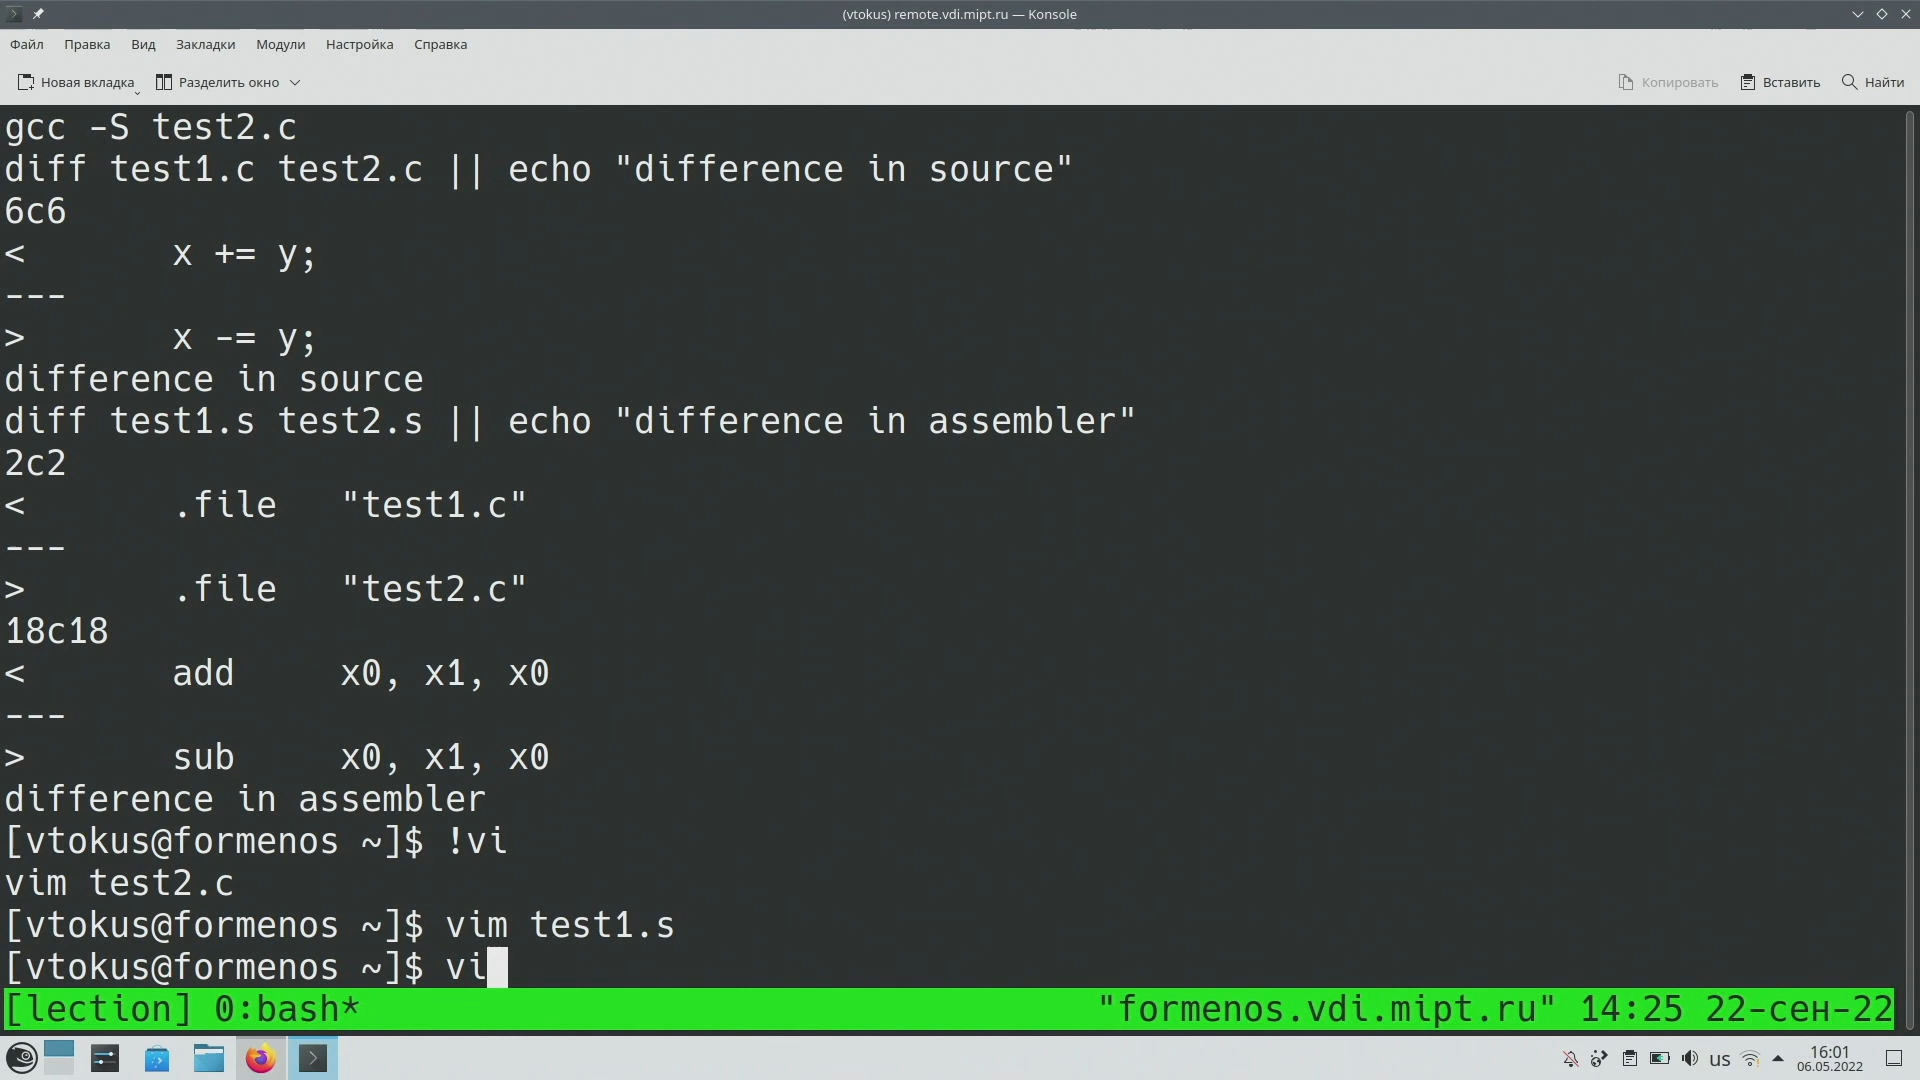 (vtokus) remote.vdi.mipt.ru — Konsole
Файл Правка Вид Закладки Модули Настройка Справка
Новая вкладка Разделить окно Копировать Вставить Найти
gcc -S test2.c
diff test1.c test2.c || echo "difference in source"
6c6
<       x += y;
---
>       x -= y;
difference in source
diff test1.s test2.s || echo "difference in assembler"
2c2
<       .file   "test1.c"
---
>       .file   "test2.c"
18c18
<       add     x0, x1, x0
---
>       sub     x0, x1, x0
difference in assembler
[vtokus@formenos ~]$ !vi
vim test2.c
[vtokus@formenos ~]$ vim test1.s
[vtokus@formenos ~]$ vi
[lection] 0:bash* "formenos.vdi.mipt.ru" 14:25 22-сен-22
us 16:01
06.05.2022